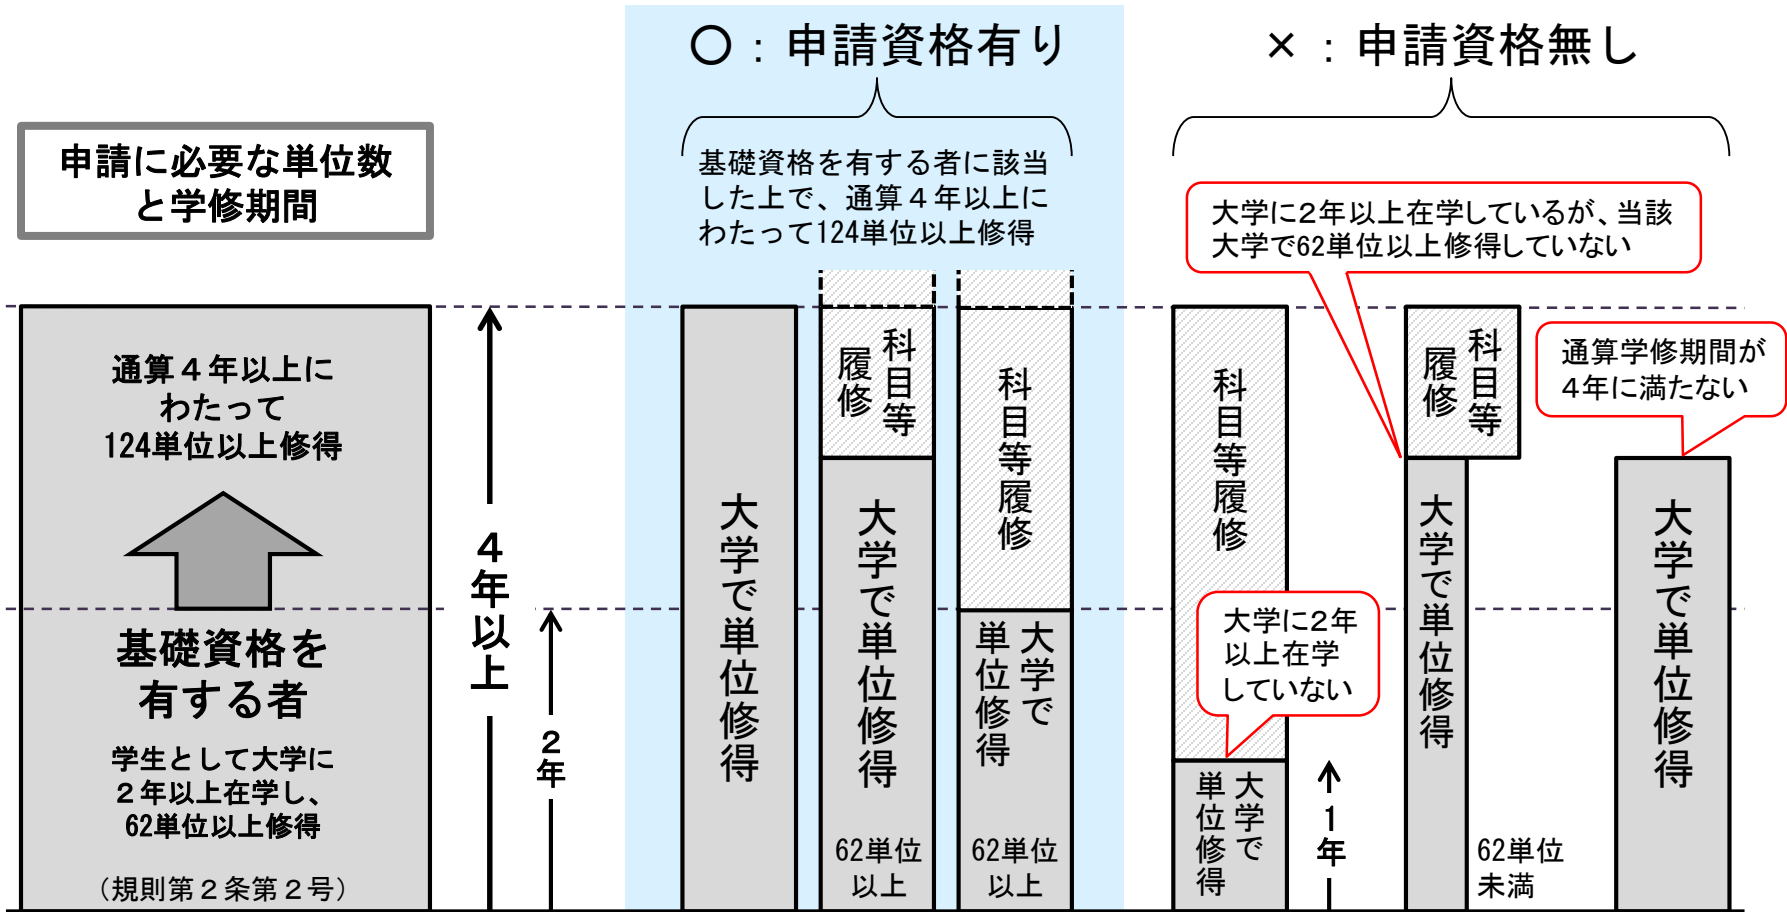 申請に必要な単位数
と学修期間
通算４年以上に
わたって
124単位以上修得
基礎資格を
有する者
学生として大学に
２年以上在学し、
62単位以上修得
（規則第２条第２号）
４年以上
２年
〇：申請資格有り
基礎資格を有する者に該当
した上で、通算４年以上に
わたって124単位以上修得
大学で単位修得
科目等
履修
大学で単位修得
62単位
以上
科目等履修
大学で
単位修得
62単位
以上
×：申請資格無し
大学に２年以上在学しているが、当該
大学で62単位以上修得していない
科目等履修
大学に２年
以上在学
していない
大学で
単位修得
１年
科目等
履修
大学で単位修得
62単位
未満
通算学修期間が
４年に満たない
大学で単位修得